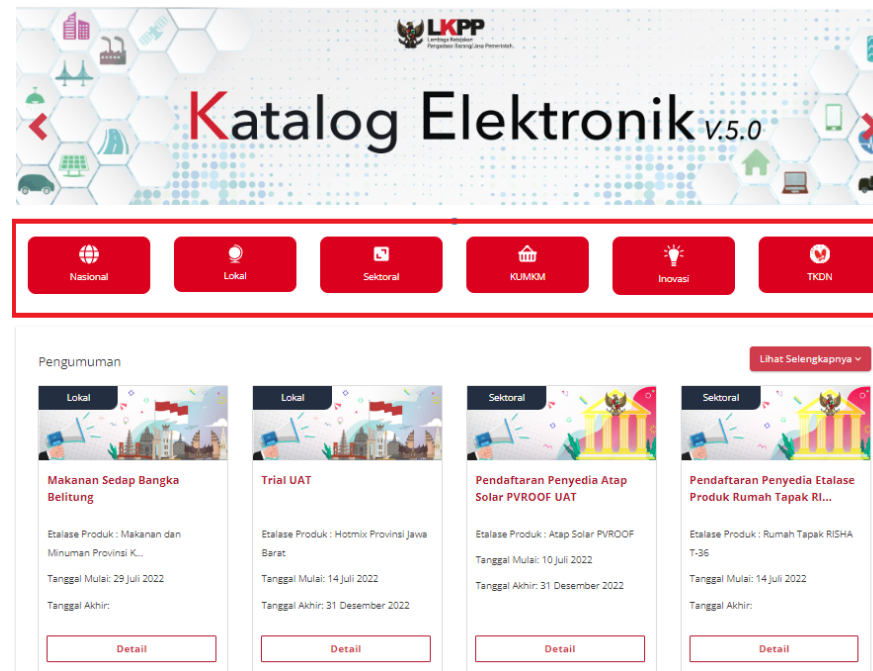 LKPP
Lembaga Kebijakan
Pengadaan Barang/Jasa Pemerintah
Katalog Elektronik v.5.0
Nasional
Lokal
Sektoral
KUMKM
Inovasi
TKDN
Pengumuman
Lihat Selengkapnya
Lokal
Makanan Sedap Bangka
Belitung
Etalase Produk : Makanan dan
Minuman Provinsi K...
Tanggal Mulai: 29 Juli 2022
Tanggal Akhir:
Detail
Lokal
Trial UAT
Etalase Produk : Hotmix Provinsi Jawa
Barat
Tanggal Mulai: 14 Juli 2022
Tanggal Akhir: 31 Desember 2022
Detail
Sektoral
Pendaftaran Penyedia Atap
Solar PVROOF UAT
Etalase Produk : Atap Solar PVROOF
Tanggal Mulai: 10 Juli 2022
Tanggal Akhir: 31 Desember 2022
Detail
Sektoral
Pendaftaran Penyedia Etalase
Produk Rumah Tapak RI...
Etalase Produk : Rumah Tapak RISHA
T-36
Tanggal Mulai: 14 Juli 2022
Tanggal Akhir:
Detail